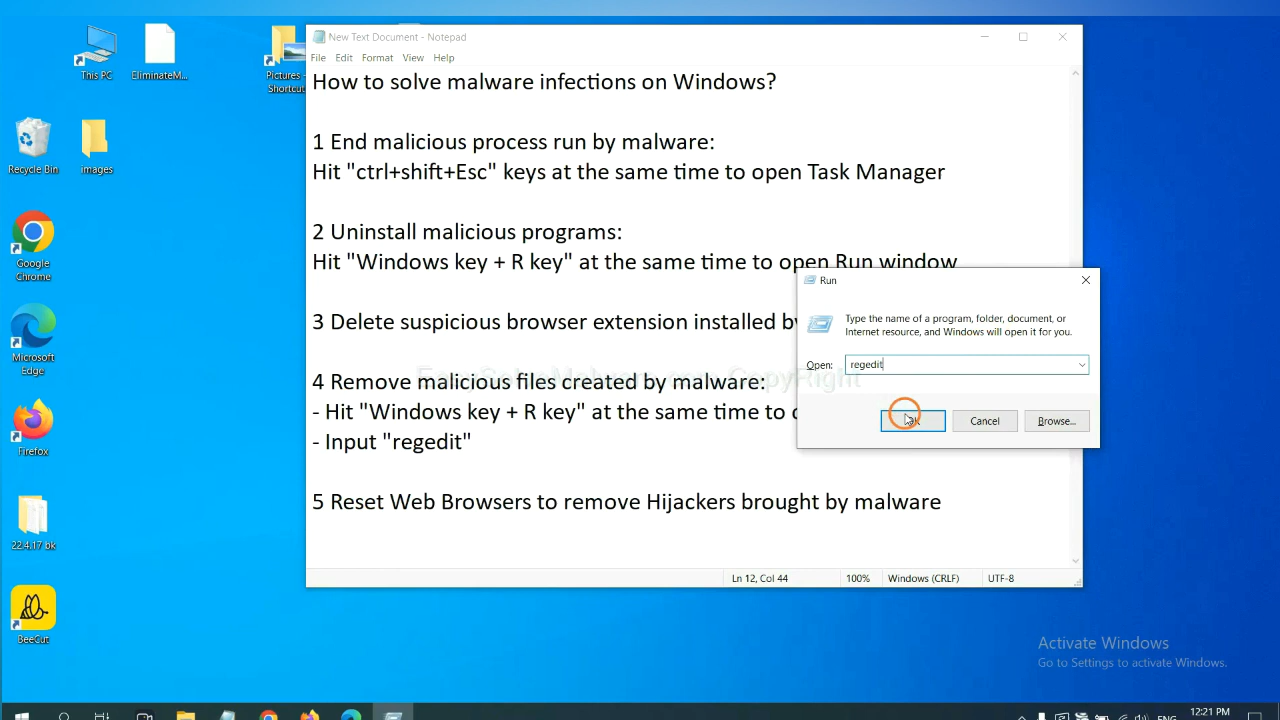 This PC
EliminateM...
Pictures -
Shortcut
Recycle Bin
images
Google
Chrome
Microsoft
Edge
Firefox
22.4.17 bk
BeeCut
New Text Document - Notepad
File Edit Format View Help
How to solve malware infections on Windows?
1 End malicious process run by malware:
Hit "ctrl+shift+Esc" keys at the same time to open Task Manager
2 Uninstall malicious programs:
Hit "Windows key + R key" at the same time to open Run window
3 Delete suspicious browser extension installed by
4 Remove malicious files created by malware:
- Hit "Windows key + R key" at the same time to
- Input "regedit"
5 Reset Web Browsers to remove Hijackers brought by malware
Ln 12, Col 44 100% Windows (CRLF) UTF-8
Run
Type the name of a program, folder, document, or
Internet resource, and Windows will open it for you.
Open: regedit
OK Cancel Browse...
Activate Windows
Go to Settings to activate Windows.
ENG 12:21 PM